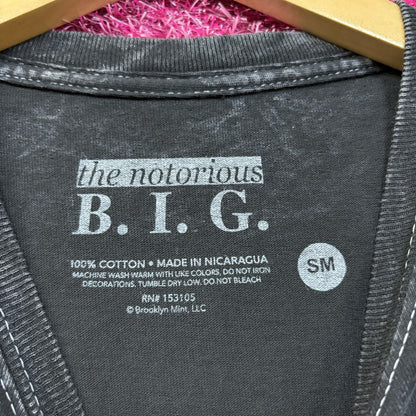 the notorious
B. I. G.
100% COTTON • MADE IN NICARAGUA
MACHINE WASH WARM WITH LIKE COLORS, DO NOT IRON
DECORATIONS. TUMBLE DRY LOW. DO NOT BLEACH
RN# 153105
© Brooklyn Mint, LLC
SM